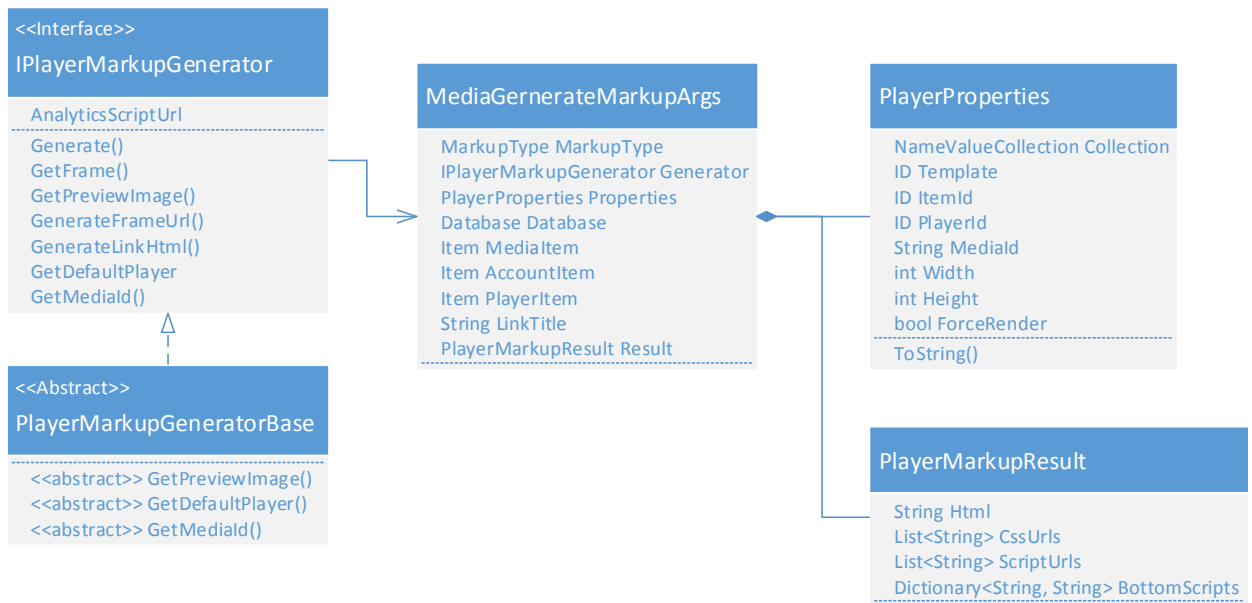 <<Interface>>
IPlayerMarkupGenerator
AnalyticsScriptUrl
Generate()
GetFrame()
GetPreviewImage()
GenerateFrameUrl()
GenerateLinkHtml()
GetDefaultPlayer
GetMediaId()
<<Abstract>>
PlayerMarkupGeneratorBase
<<abstract>> GetPreviewImage()
<<abstract>> GetDefaultPlayer()
<<abstract>> GetMediaId()
MediaGernerateMarkupArgs
MarkupType MarkupType
IPlayerMarkupGenerator Generator
PlayerProperties Properties
Database Database
Item MediaItem
Item AccountItem
Item PlayerItem
String LinkTitle
PlayerMarkupResult Result
PlayerProperties
NameValueCollection Collection
ID Template
ID ItemId
ID PlayerId
String MediaId
int Width
int Height
bool ForceRender
ToString()
PlayerMarkupResult
String Html
List<String> CssUrls
List<String> ScriptUrls
Dictionary<String, String> BottomScripts